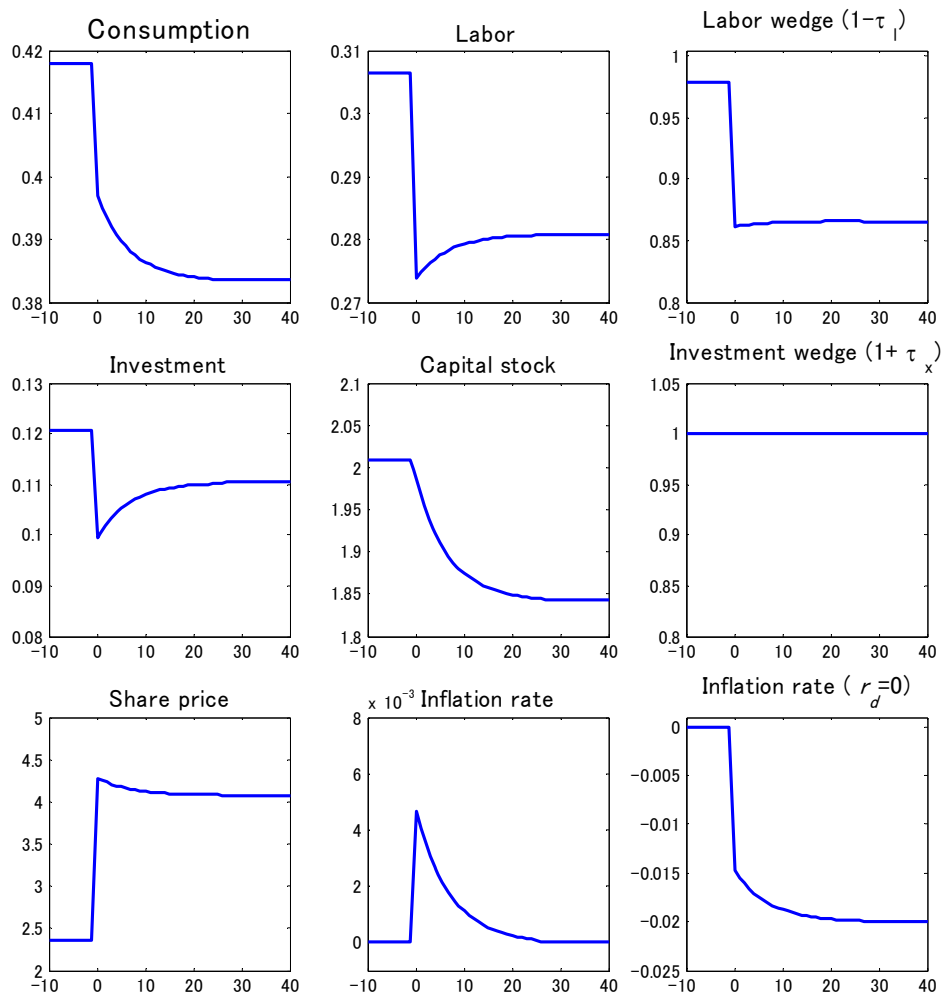 Consumption
0.42
0.41
0.4
0.39
0.38
-10 0 10 20 30 40
Labor
0.31
0.3
0.29
0.28
0.27
-10 0 10 20 30 40
Labor wedge (1-τ l)
1
0.95
0.9
0.85
0.8
-10 0 10 20 30 40
Investment
0.13
0.12
0.11
0.1
0.09
0.08
-10 0 10 20 30 40
Capital stock
2.1
2.05
2
1.95
1.9
1.85
1.8
-10 0 10 20 30 40
Investment wedge (1+ τ x)
1.05
1
0.95
0.9
0.85
0.8
-10 0 10 20 30 40
Share price
5
4.5
4
3.5
3
2.5
2
-10 0 10 20 30 40
x 10⁻³ Inflation rate
8
6
4
2
0
-10 0 10 20 30 40
Inflation rate ( r d=0)
0
-0.005
-0.01
-0.015
-0.02
-0.025
-10 0 10 20 30 40